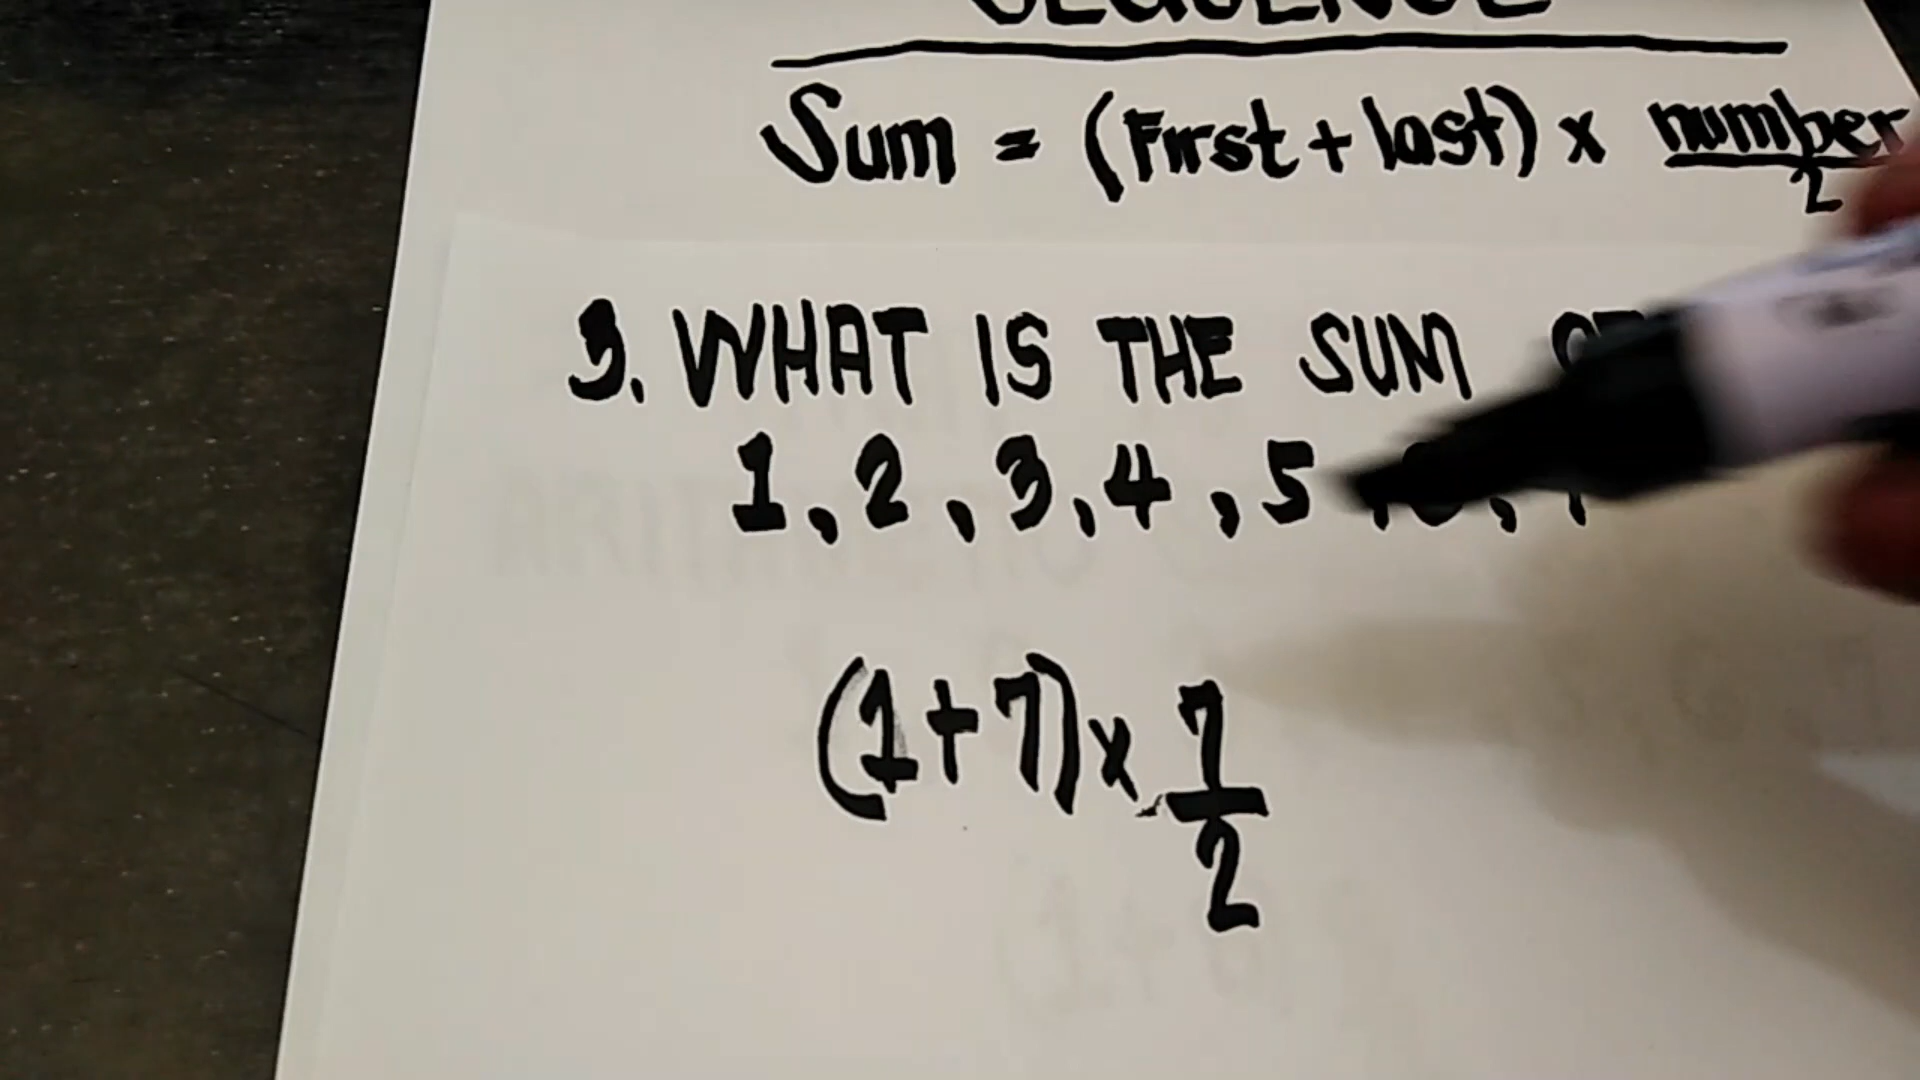 SEQUENCE
Sum = (First + last) x number/2
3. WHAT IS THE SUM
1, 2, 3, 4, 5
(1+7) x 7/2